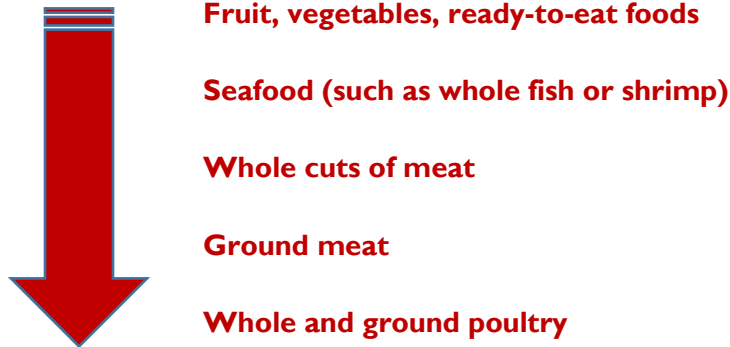 Fruit, vegetables, ready-to-eat foods
Seafood (such as whole fish or shrimp)
Whole cuts of meat
Ground meat
Whole and ground poultry